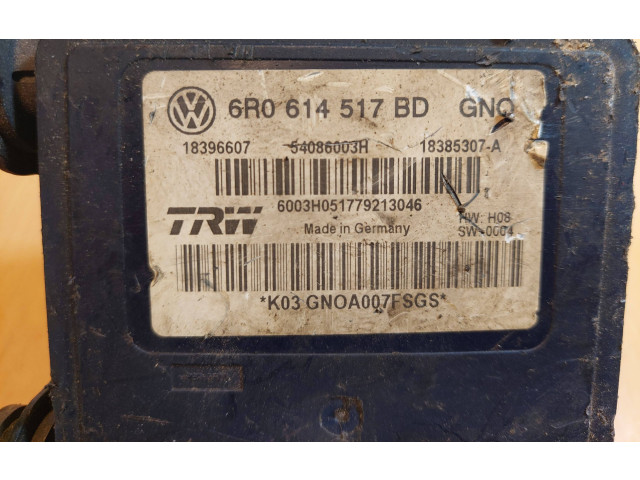 6R0 614 517 BD GNO
18396607 54086003H 18385307-A
6003H051779213046
TRW Made in Germany HW: H08
SW: 0004
*K03 GNOA007FSGS*